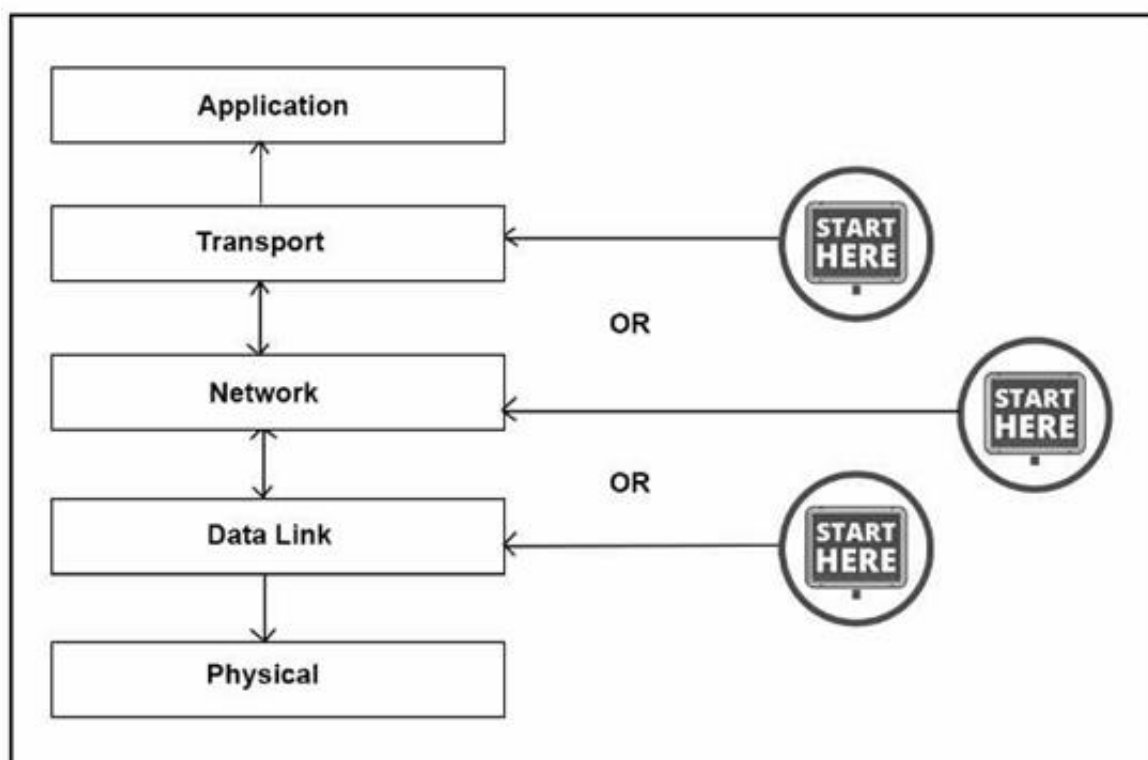 Application
Transport
START
HERE
OR
Network
START
HERE
OR
Data Link
START
HERE
Physical